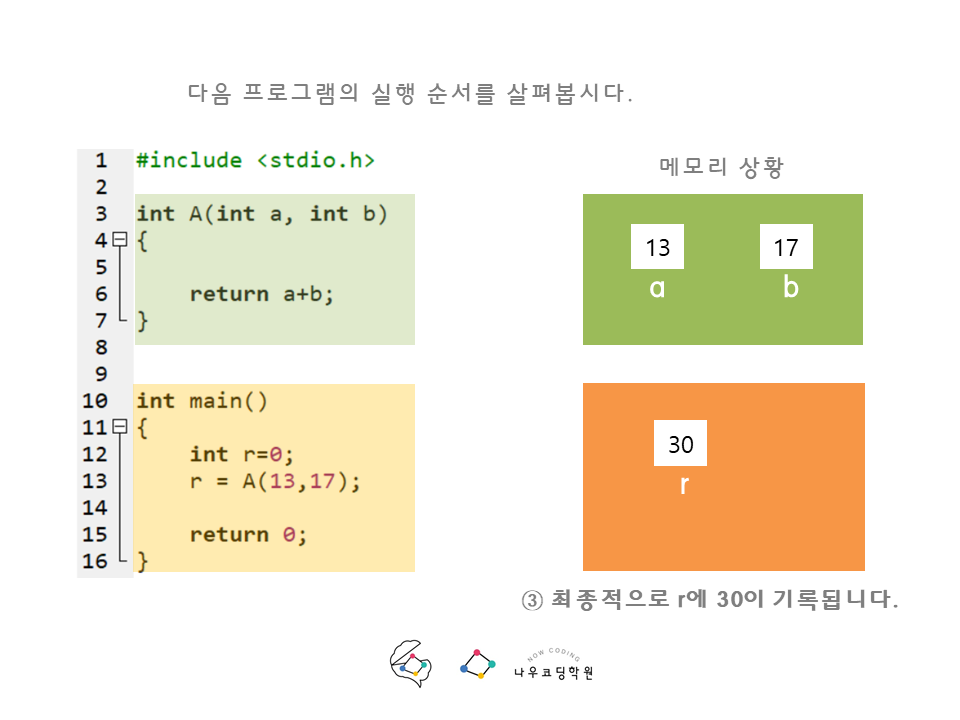 다음 프로그램의 실행 순서를 살펴봅시다.
1 #include <stdio.h>
2
3 int A(int a, int b)
4 {
5
6 return a+b;
7 }
8
9
10 int main()
11 {
12 int r=0;
13 r = A(13,17);
14
15 return 0;
16 }
메모리 상황
13 17
a b
30
r
③ 최종적으로 r에 30이 기록됩니다.
NOW CODING
나우코딩학원